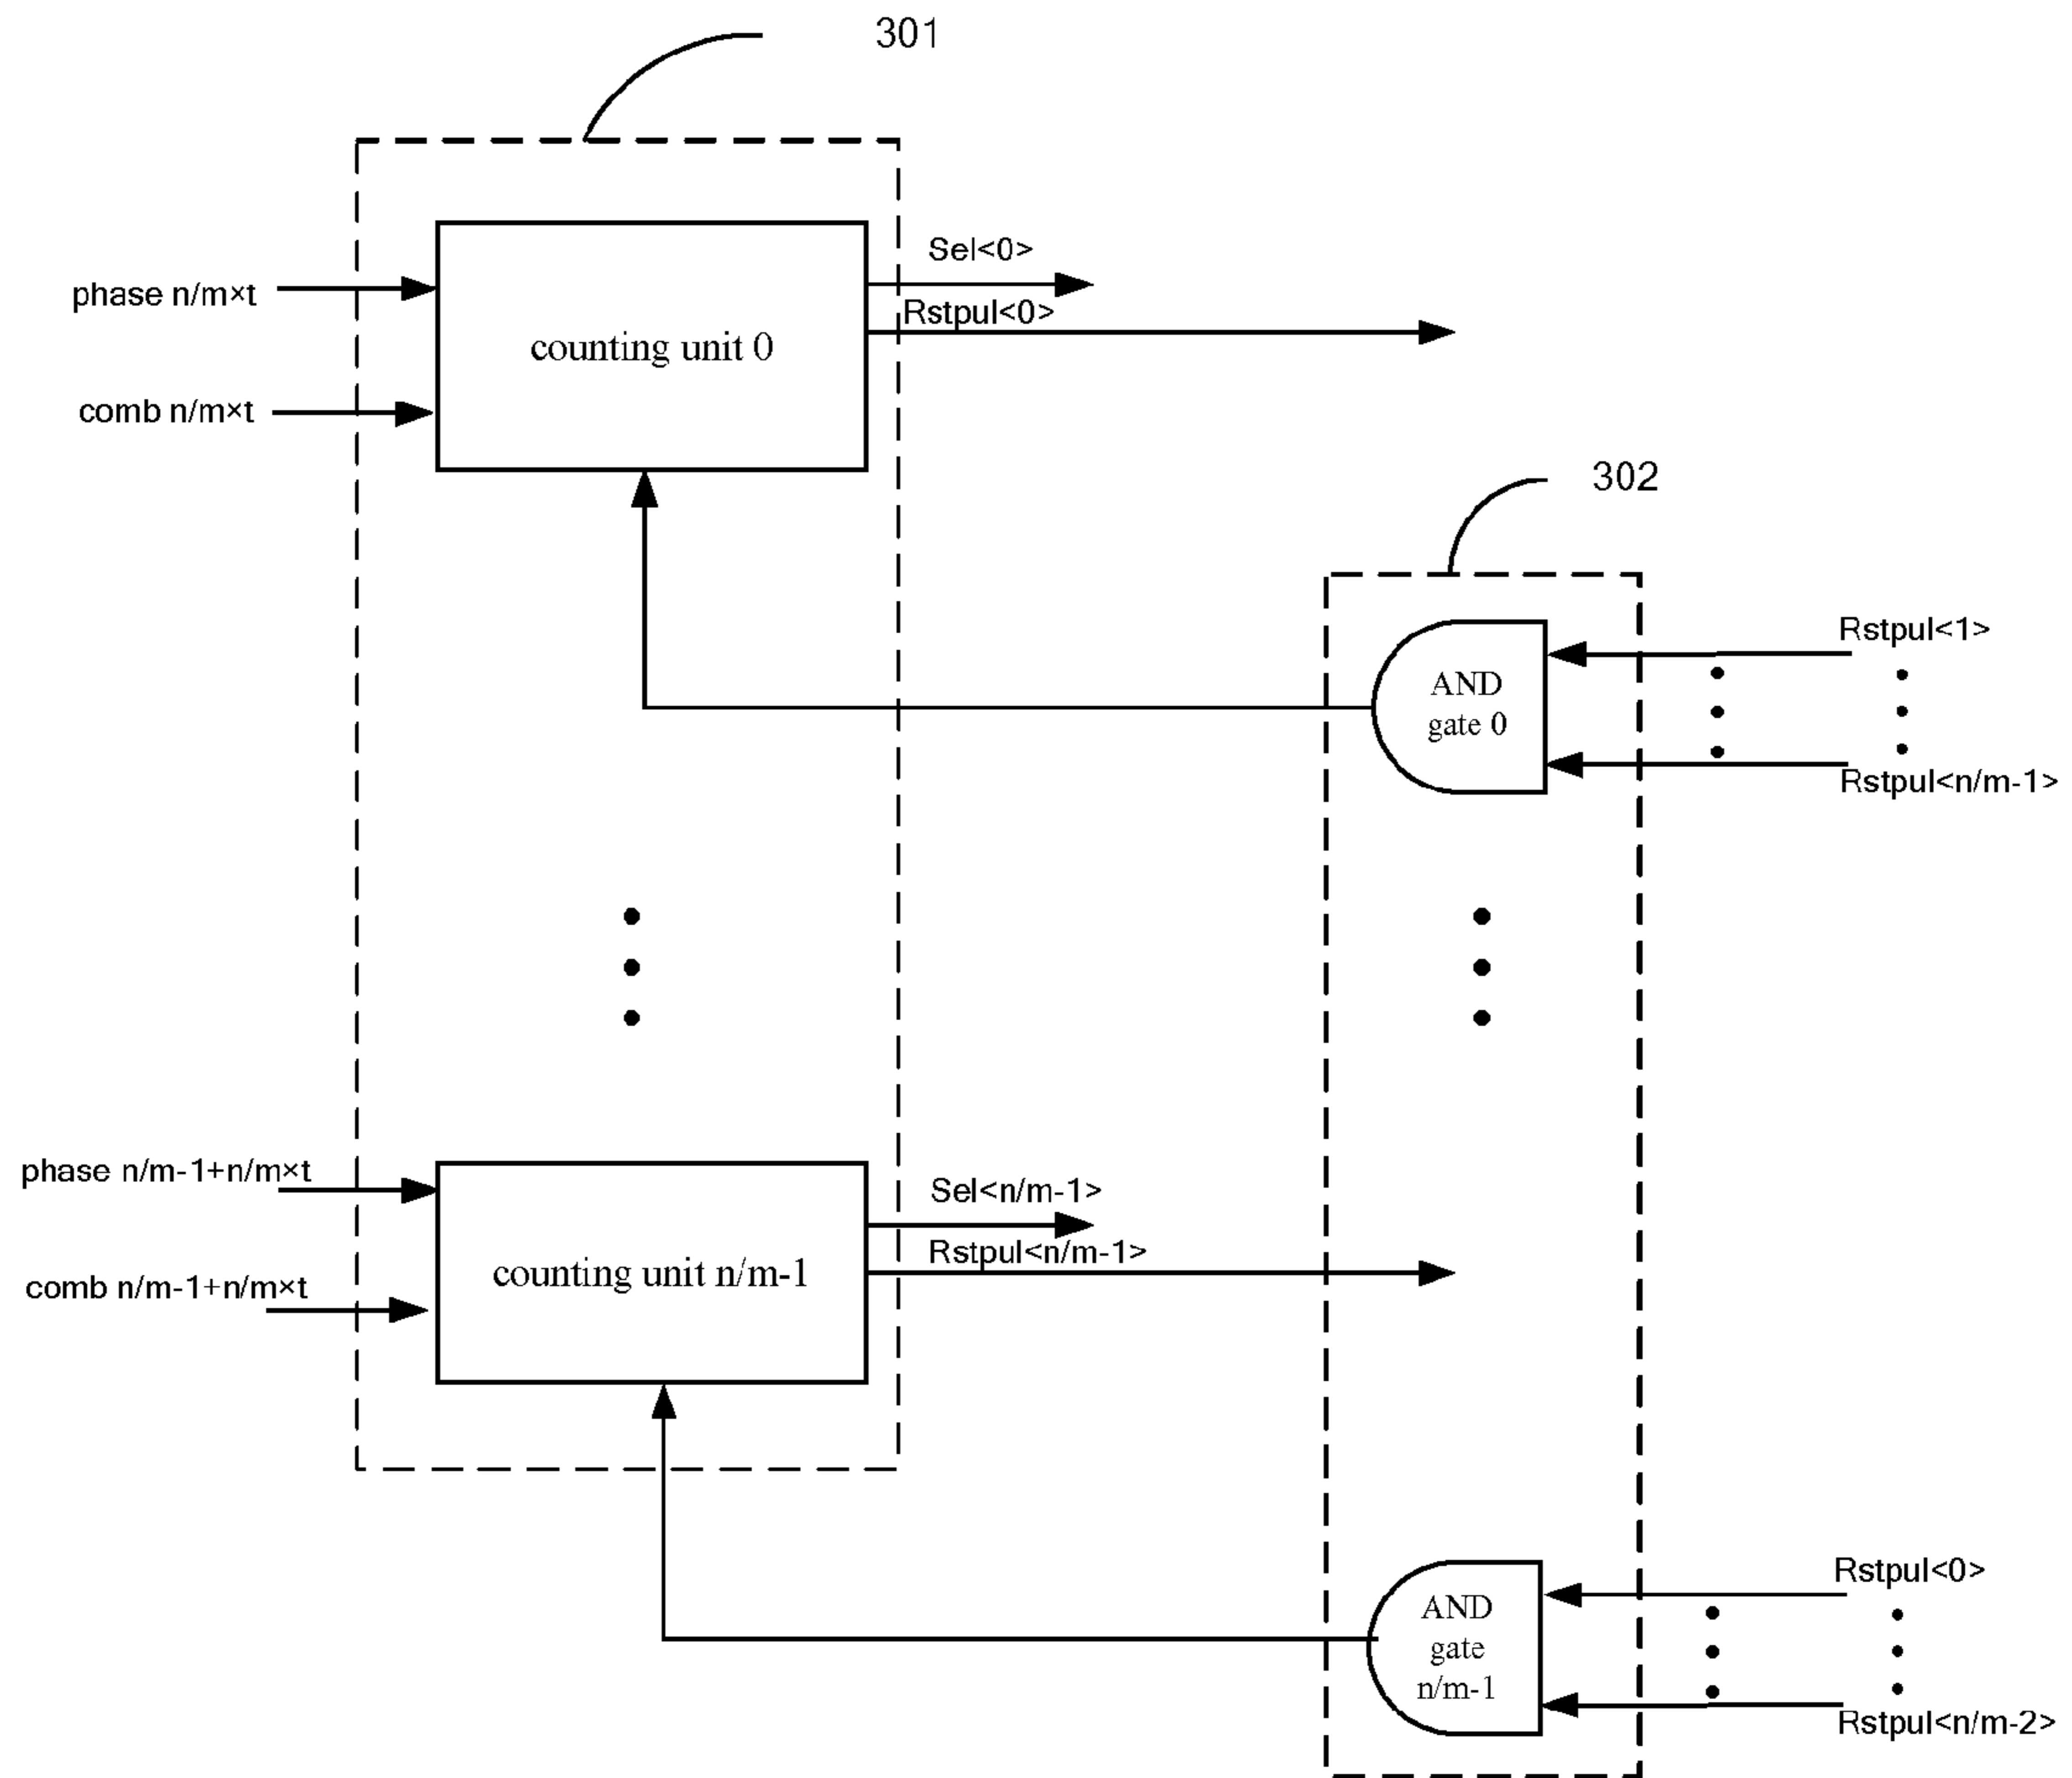 301
Sel<0>
phase n/m×t
Rstpul<0>
counting unit 0
comb n/m×t
302
Rstpul<1>
AND
gate 0
Rstpul<n/m-1>
phase n/m-1+n/m×t
Sel<n/m-1>
Rstpul<n/m-1>
counting unit n/m-1
comb n/m-1+n/m×t
Rstpul<0>
AND
gate
n/m-1
Rstpul<n/m-2>